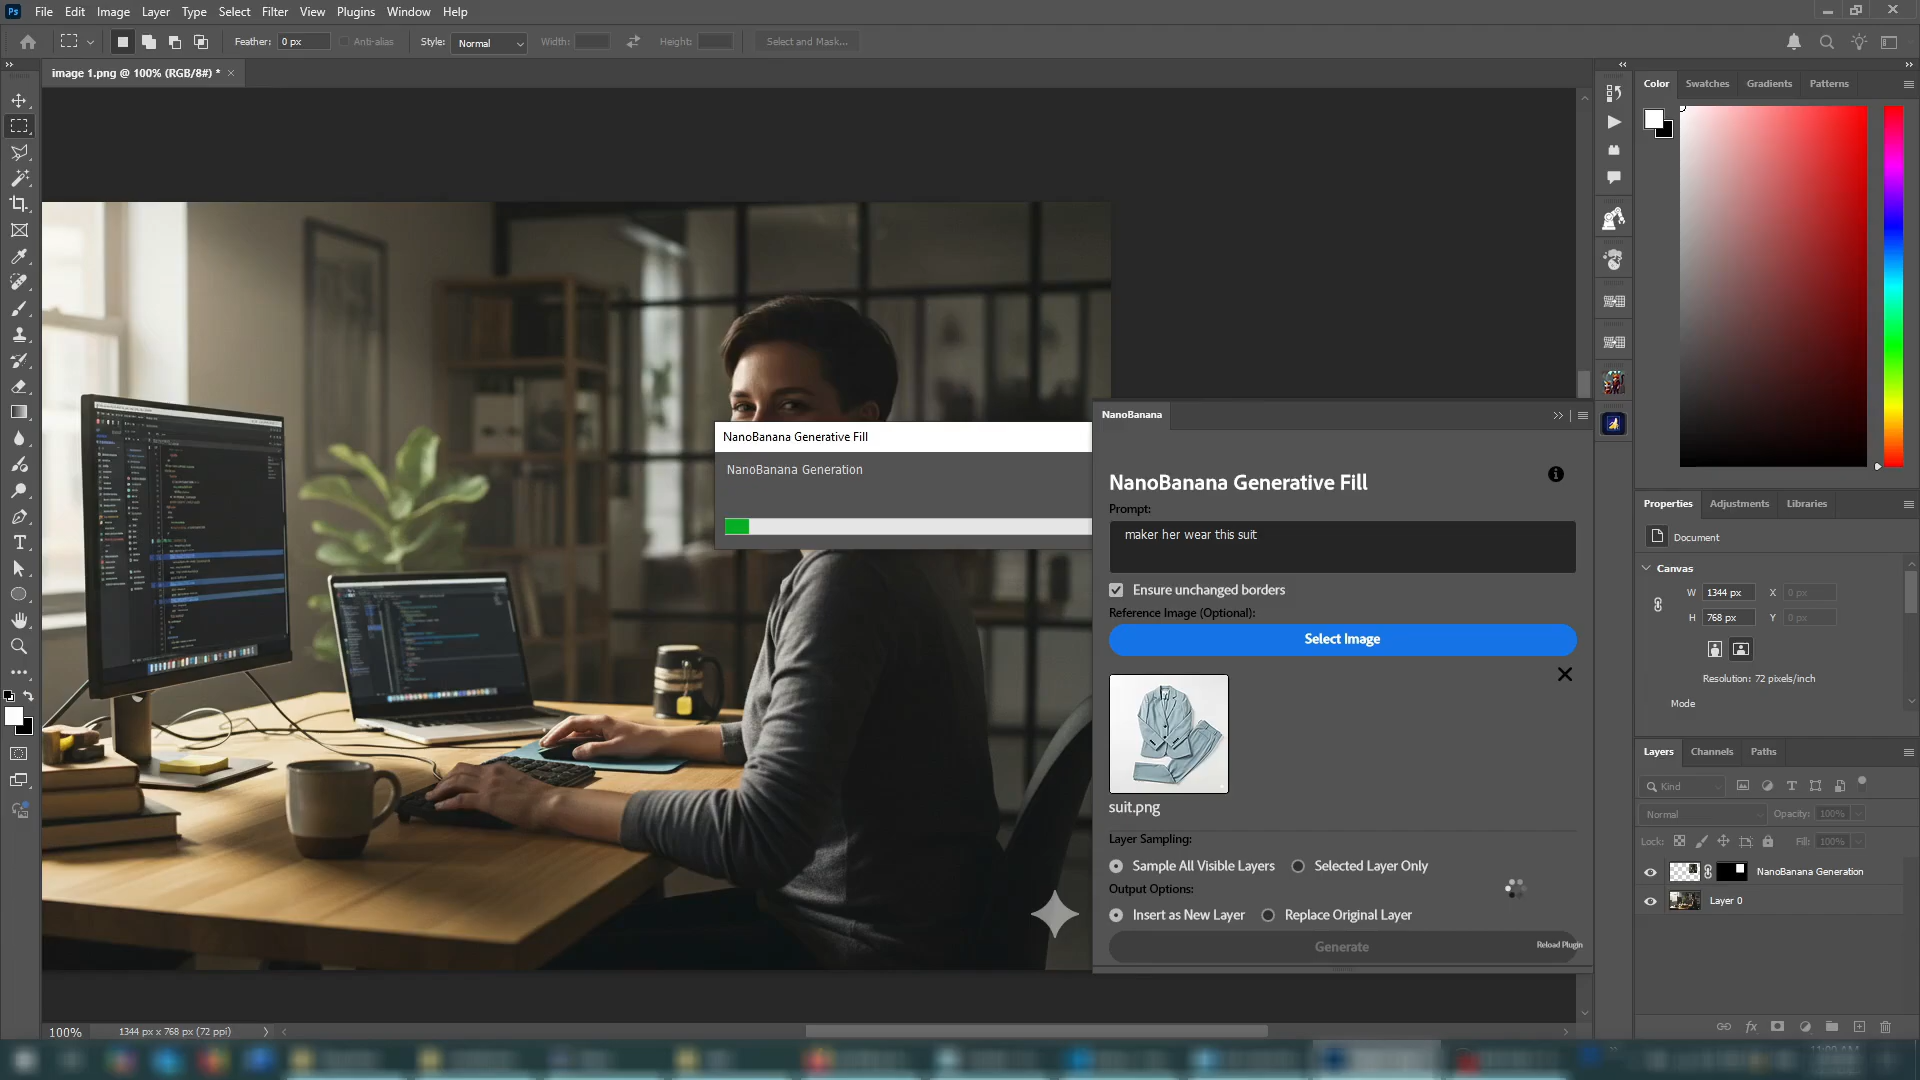 Ps File Edit Image Layer Type Select Filter View Plugins Window Help
Feather: 0 px Anti-alias Style: Normal Width: Height: Select and Mask...
image 1.png @ 100% (RGB/8#) *
Color Swatches Gradients Patterns
NanoBanana
NanoBanana Generative Fill
NanoBanana Generation
NanoBanana Generative Fill
Prompt:
maker her wear this suit
Ensure unchanged borders
Reference Image (Optional):
Select Image
suit.png
Layer Sampling:
Sample All Visible Layers Selected Layer Only
Output Options:
Insert as New Layer Replace Original Layer
Generate
Reload Plugin
Properties Adjustments Libraries
Document
Canvas
W 1344 px X 0 px
H 768 px Y 0 px
Resolution: 72 pixels/inch
Mode
Layers Channels Paths
Kind
Normal Opacity: 100%
Lock: Fill: 100%
NanoBanana Generation
Layer 0
100% 1344 px x 768 px (72 ppi)